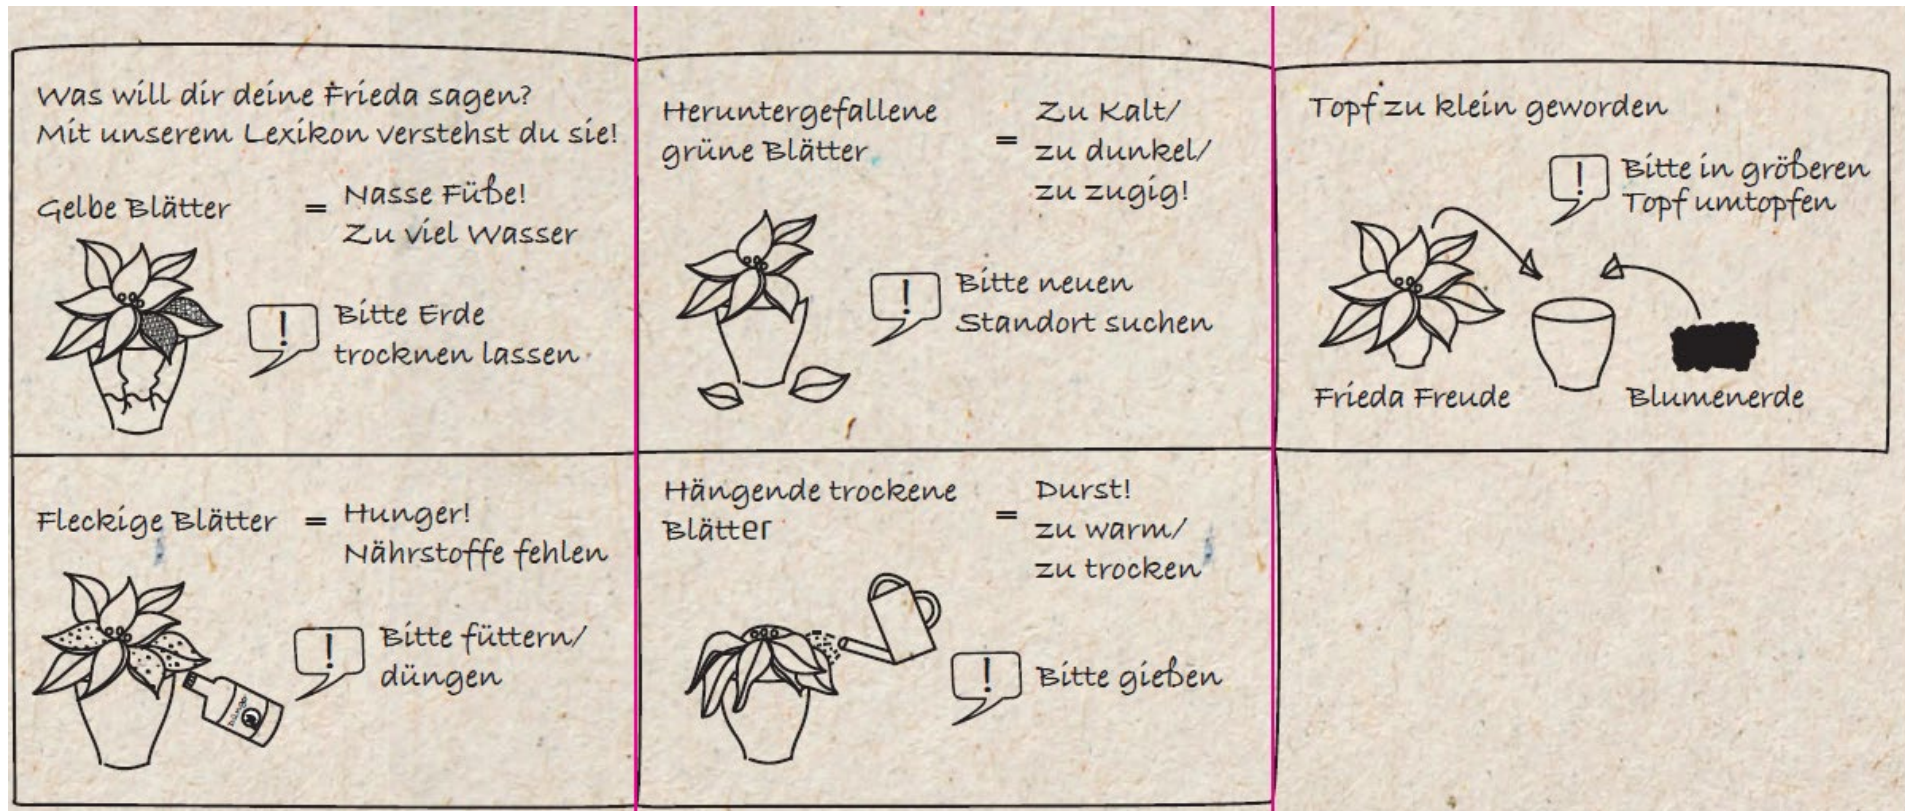 Was will dir deine Frieda sagen?
Mit unserem Lexikon verstehst du sie!
Gelbe Blätter = Nasse Füße!
Zu viel Wasser
!
Bitte Erde
trocknen lassen
Fleckige Blätter = Hunger!
Nährstoffe fehlen
!
Bitte füttern/
düngen
Dünger
Heruntergefallene
grüne Blätter
= Zu Kalt/
zu dunkel/
zu zugig!
!
Bitte neuen
Standort suchen
Hängende trockene
Blätter
= Durst!
zu warm/
zu trocken
!
Bitte gießen
Topf zu klein geworden
!
Bitte in größeren
Topf umtopfen
Frieda Freude
Blumenerde